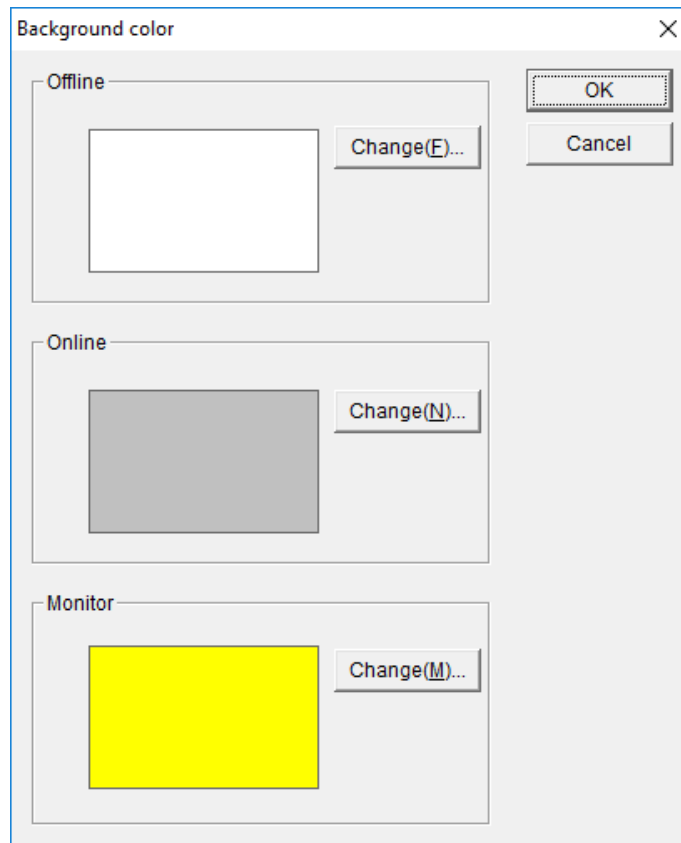 Background color
Offline
Change(F)...
OK
Cancel
Online
Change(N)...
Monitor
Change(M)...